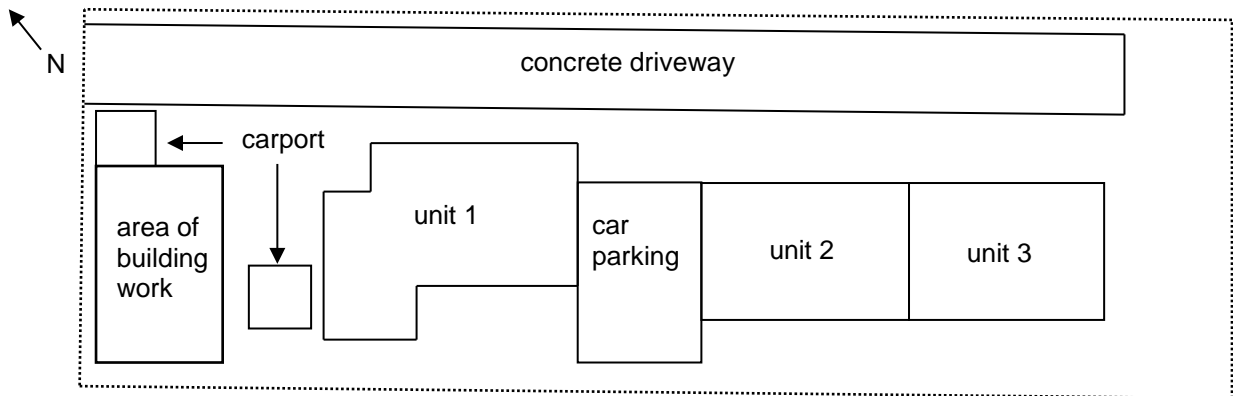 N
concrete driveway
carport
area of
building
work
unit 1
car
parking
unit 2
unit 3